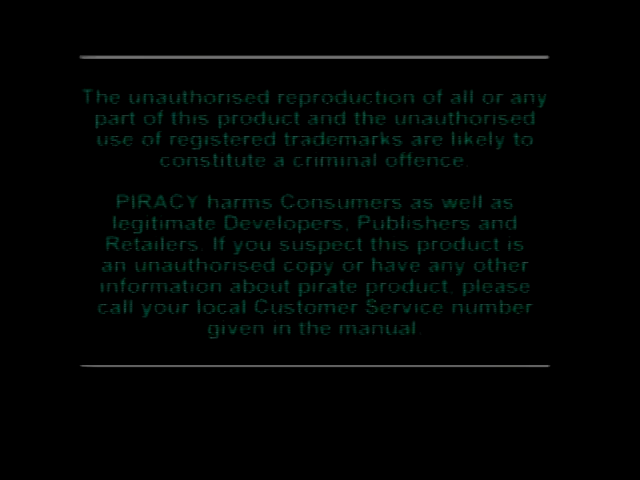 The unauthorised reproduction of all or any
part of this product and the unauthorised
use of registered trademarks are likely to
constitute a criminal offence.
PIRACY harms Consumers as well as
legitimate Developers, Publishers and
Retailers. If you suspect this product is
an unauthorised copy or have any other
information about pirate product, please
call your local Customer Service number
given in the manual.